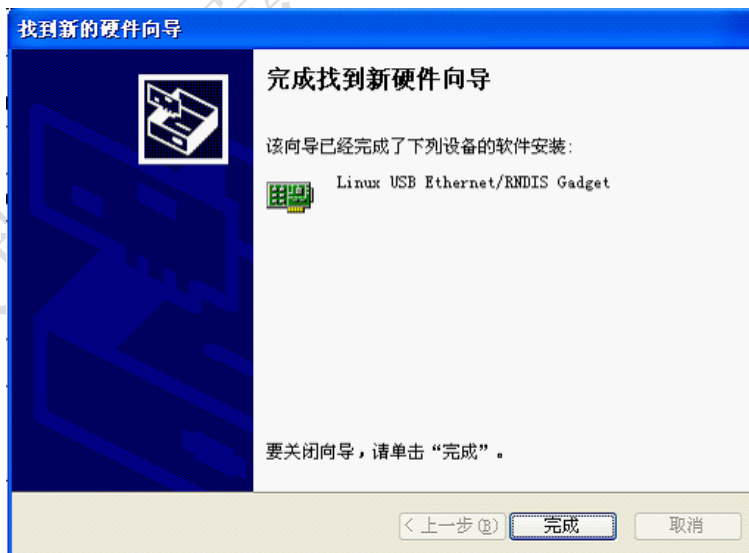 找到新的硬件向导
完成找到新硬件向导
该向导已经完成了下列设备的软件安装:
Linux USB Ethernet/RNDIS Gadget
要关闭向导，请单击“完成”。
< 上一步(B)
完成
取消